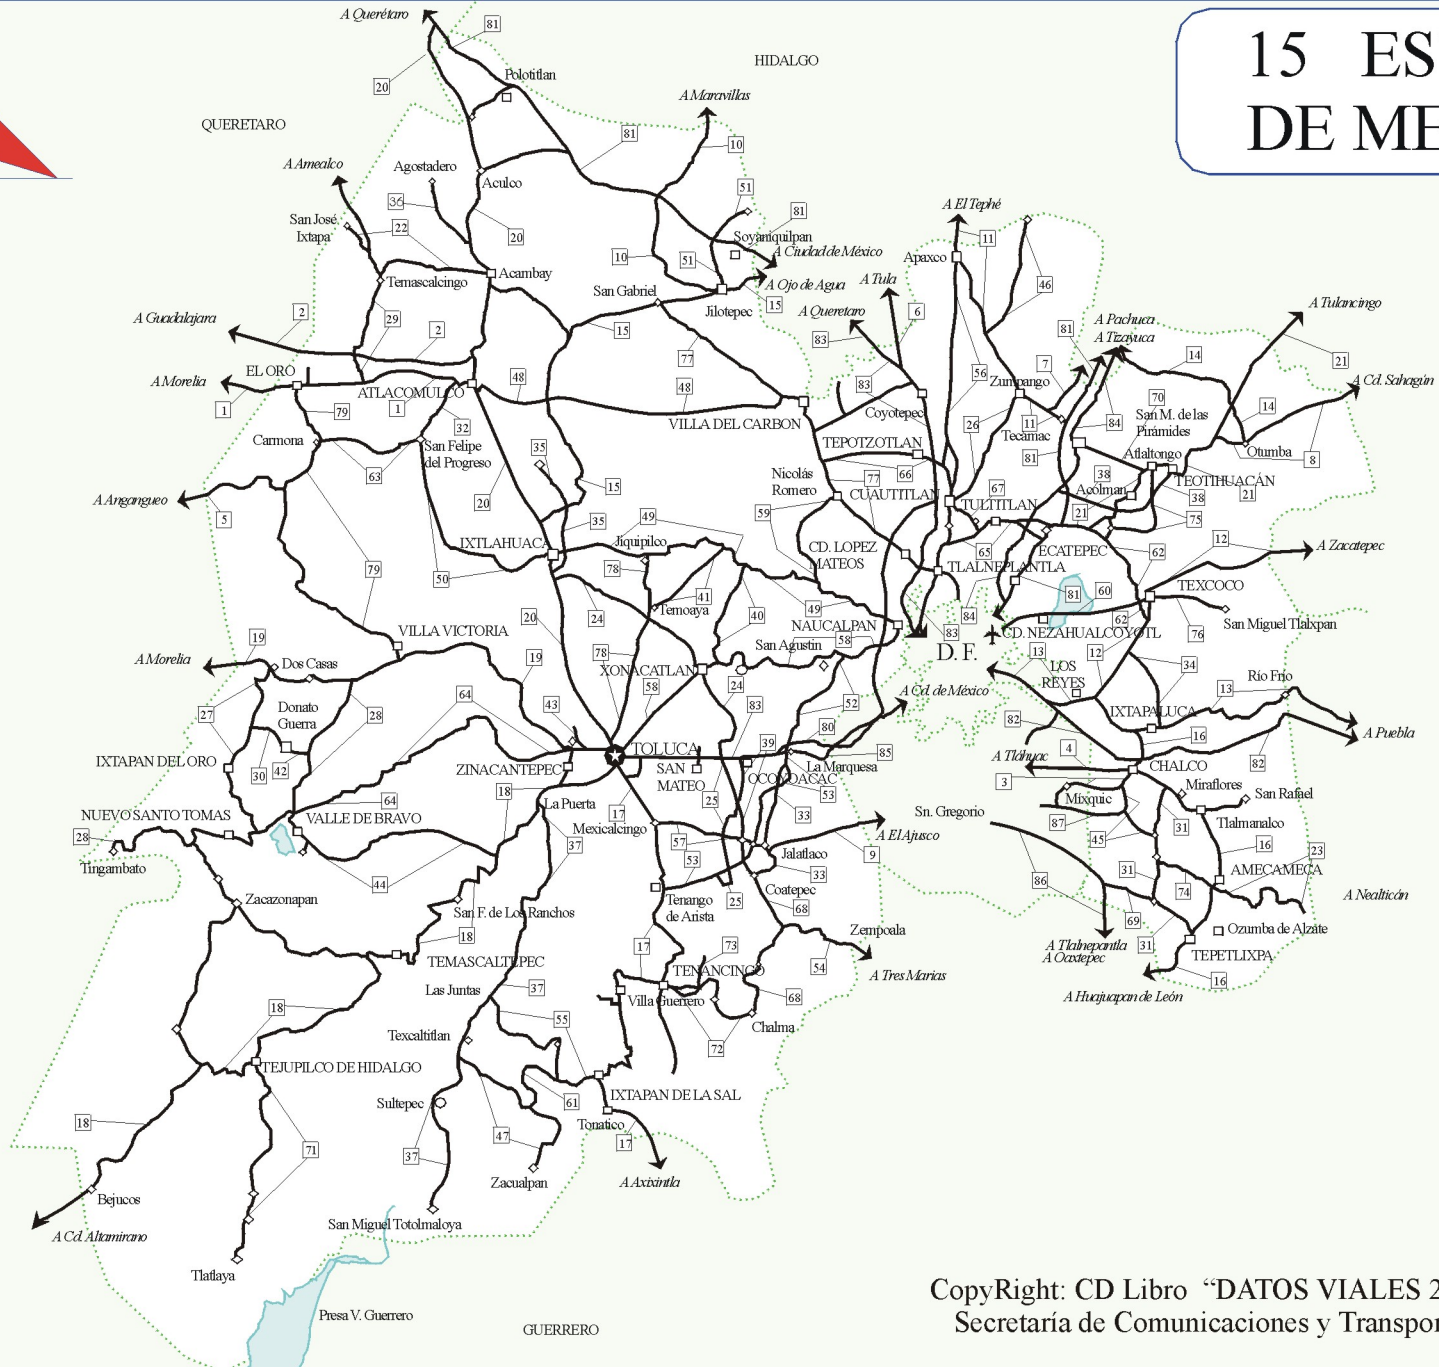 15 ES
DE ME
A Querétaro
81
20
Polotitlan
HIDALGO
A Maravillas
QUERETARO
81
10
A Amealco
Agostadero
Aculco
51
36
San José
Ixtapa
22
20
81
Soyaniquilpan
A Ciudad de México
10
51
A El Tephé
11
Apaxco
Temascalcingo
Acambay
San Gabriel
Jilotepec
A Ojo de Agua
15
A Tula
46
A Guadalajara
2
29
2
15
A Queretaro
83
6
81
A Pachuca
A Tizayuca
A Tulancingo
14
21
77
A Morelia
EL ORO
ATLACOMULCO
48
48
83
56
7
Zumpango
A Cd. Sahagún
1
79
1
32
VILLA DEL CARBON
Coyotepec
26
11
Tecámac
70
84
San M. de las
Pirámides
14
Carmona
San Felipe
del Progreso
35
TEPOTZOTLAN
81
Atlaltongo
Otumba
8
63
Nicolás
Romero
77
66
67
38
Acolman
TEOTIHUACÁN
A Angangueo
5
20
15
CUAUTITLAN
TULTITLAN
38
21
59
21
75
35
49
IXTLAHUACA
Jiquipilco
CD. LOPEZ
MATEOS
65
ECATEPEC
62
12
A Zacatepec
79
50
78
TLALNEPLANTLA
TEXCOCO
20
24
Temoaya
41
40
49
84
81
60
62
76
San Miguel Tlalxpan
19
VILLA VICTORIA
NAUCALPAN
58
83
CD. NEZAHUALCOYOTL
A Morelia
Dos Casas
19
78
XONACATLAN
San Agustin
D. F.
13
12
34
LOS
REYES
13
Río Frío
27
Donato
Guerra
28
64
43
58
24
83
52
A Cd. de México
82
IXTAPALUCA
16
A Puebla
IXTAPAN DEL ORO
30
42
ZINACANTEPEC
TOLUCA
SAN
MATEO
39
80
85
La Marquesa
OCOYOACAC
53
A Tláhuac
4
3
CHALCO
82
Miraflores
San Rafael
Míxquic
NUEVO SANTO TOMAS
64
VALLE DE BRAVO
18
La Puerta
17
Mexicalcingo
25
33
Sn. Gregorio
87
45
31
Tlalmanalco
28
Tingambato
37
57
53
A El Ajusco
9
Jalatlaco
33
16
23
AMECAMECA
44
Coatepec
86
31
74
A Nealticán
Zacazonapan
San F. de Los Ranchos
Tenango
de Arista
25
68
69
Ozumba de Alzate
18
17
73
Zempoala
A Tlalnepantla
A Oaxtepec
31
TEPETLIXPA
TEMASCALTEPEC
TENANCINGO
54
A Tres Marias
16
A Huajuapan de León
Las Juntas
37
Villa Guerrero
68
18
55
Chalma
Texcaltitlan
72
TEJUPILCO DE HIDALGO
Sultepec
61
IXTAPAN DE LA SAL
18
Tonatico
47
17
71
37
Zacualpan
A Axixintla
Bejucos
San Miguel Totolmaloya
A Cd. Altamirano
Tlatlaya
Presa V. Guerrero
GUERRERO
CopyRight: CD Libro “DATOS VIALES 2
Secretaría de Comunicaciones y Transpor